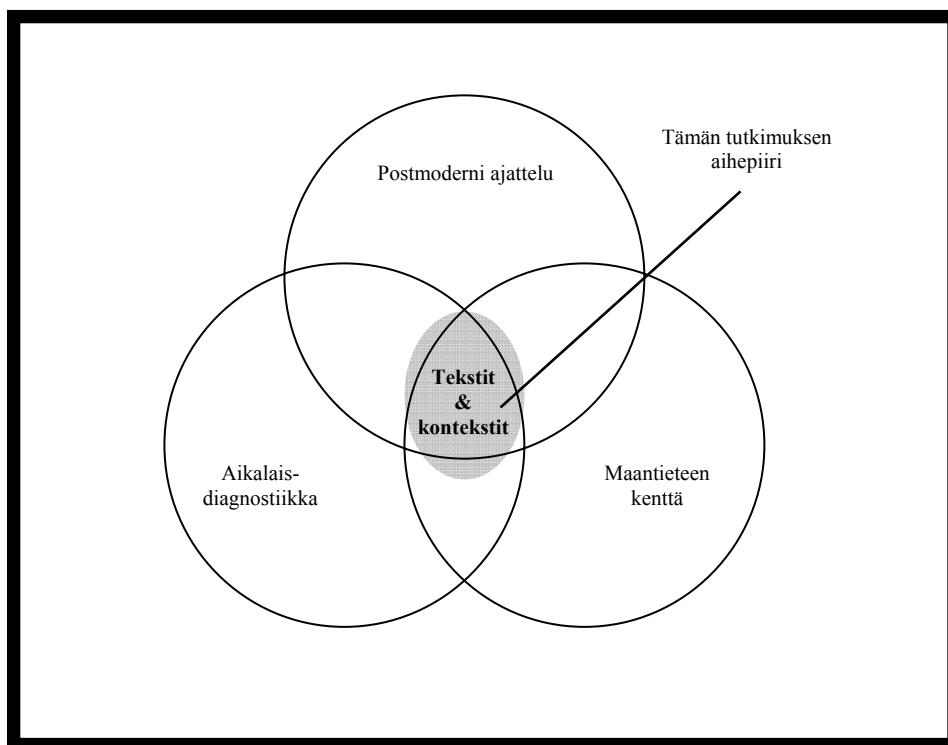 Tämän tutkimuksen
aihepiiri
Postmoderni ajattelu
Tekstit
&
kontekstit
Aikalais-
diagnostiikka
Maantieteen
kenttä